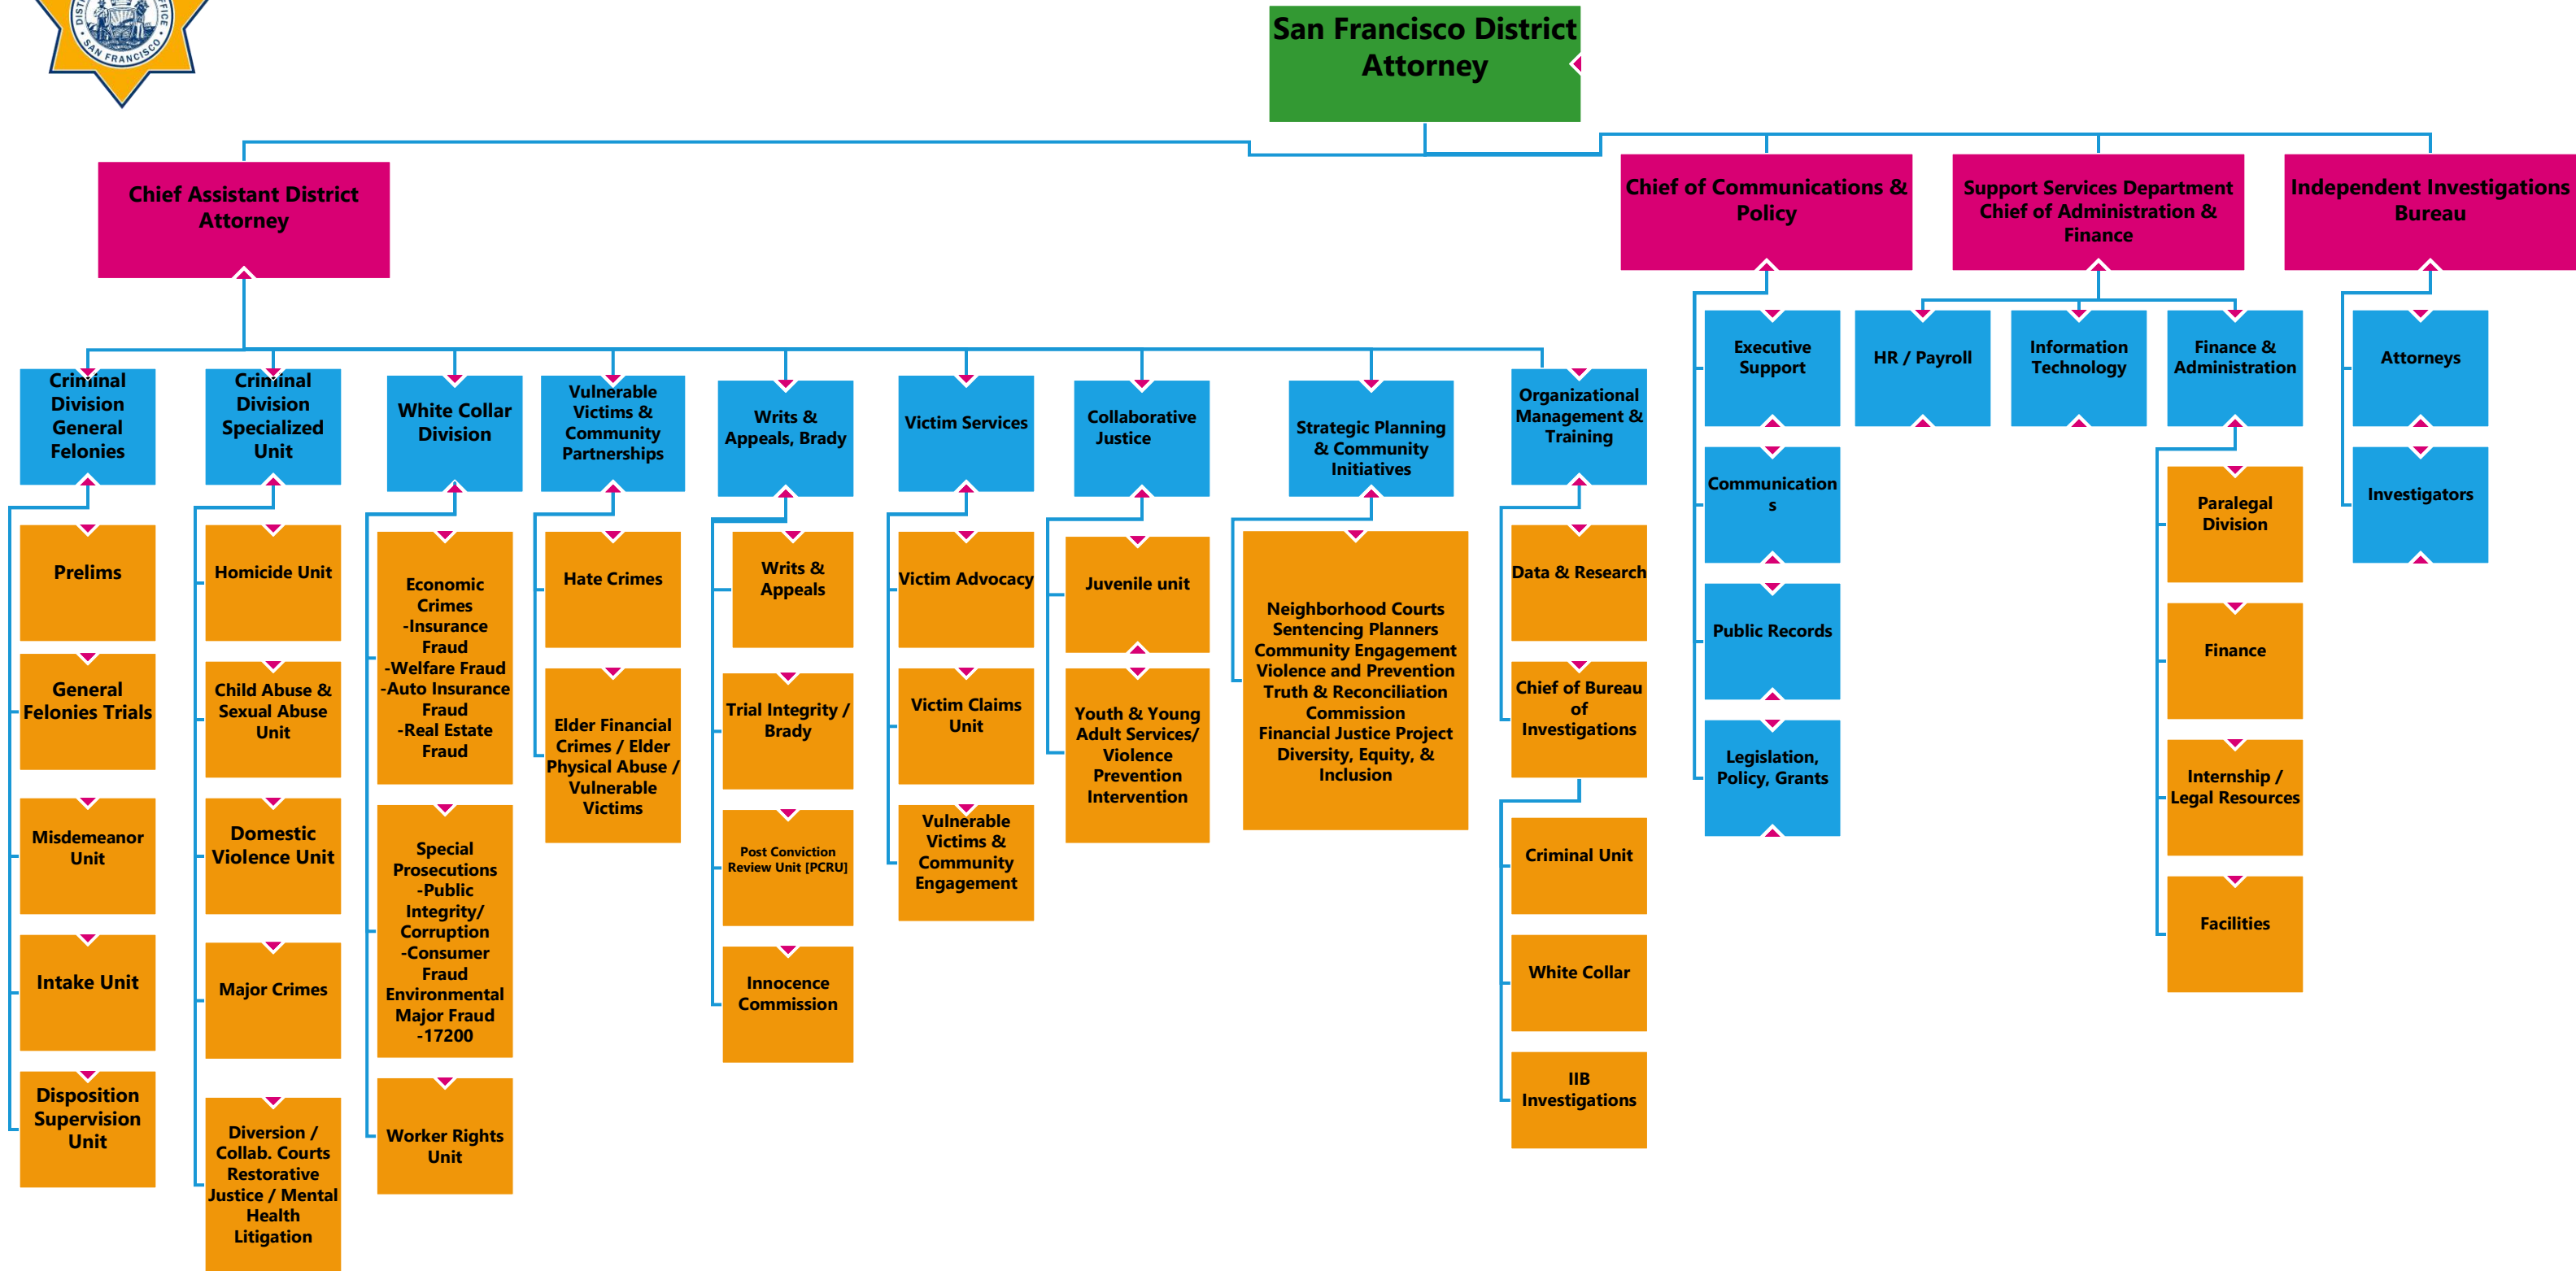 DIST
OFFICE
SAN FRANCISCO
San Francisco District
Attorney
Chief Assistant District
Attorney
Chief of Communications &
Policy
Support Services Department
Chief of Administration &
Finance
Independent Investigations
Bureau
Criminal
Division
General
Felonies
Criminal
Division
Specialized
Unit
White Collar
Division
Vulnerable
Victims &
Community
Partnerships
Writs &
Appeals, Brady
Victim Services
Collaborative
Justice
Strategic Planning
& Community
Initiatives
Organizational
Management &
Training
Executive
Support
HR / Payroll
Information
Technology
Finance &
Administration
Attorneys
Prelims
General
Felonies Trials
Misdemeanor
Unit
Intake Unit
Disposition
Supervision
Unit
Homicide Unit
Child Abuse &
Sexual Abuse
Unit
Domestic
Violence Unit
Major Crimes
Diversion /
Collab. Courts
Restorative
Justice / Mental
Health
Litigation
Economic
Crimes
-Insurance
Fraud
-Welfare Fraud
-Auto Insurance
Fraud
-Real Estate
Fraud
Special
Prosecutions
-Public
Integrity/
Corruption
-Consumer
Fraud
Environmental
Major Fraud
-17200
Worker Rights
Unit
Hate Crimes
Elder Financial
Crimes / Elder
Physical Abuse /
Vulnerable
Victims
Writs &
Appeals
Trial Integrity /
Brady
Post Conviction
Review Unit [PCRU]
Innocence
Commission
Victim Advocacy
Victim Claims
Unit
Vulnerable
Victims &
Community
Engagement
Juvenile unit
Youth & Young
Adult Services/
Violence
Prevention
Intervention
Neighborhood Courts
Sentencing Planners
Community Engagement
Violence and Prevention
Truth & Reconciliation
Commission
Financial Justice Project
Diversity, Equity, &
Inclusion
Data & Research
Chief of Bureau
of
Investigations
Criminal Unit
White Collar
IIB
Investigations
Communication
s
Public Records
Legislation,
Policy, Grants
Paralegal
Division
Finance
Internship /
Legal Resources
Facilities
Investigators